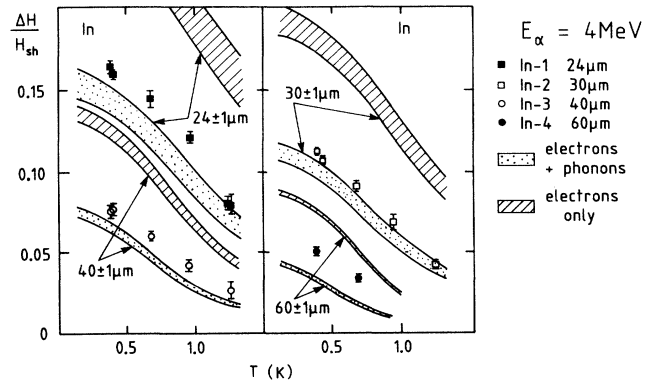 ΔH
H_sh
In
In
E_α = 4MeV
■ In-1 24μm
□ In-2 30μm
○ In-3 40μm
● In-4 60μm
electrons
+ phonons
electrons
only
0.15
0.10
0.05
0
24±1μm
30±1μm
40±1μm
60±1μm
0.5
1.0
0.5
1.0
T (K)